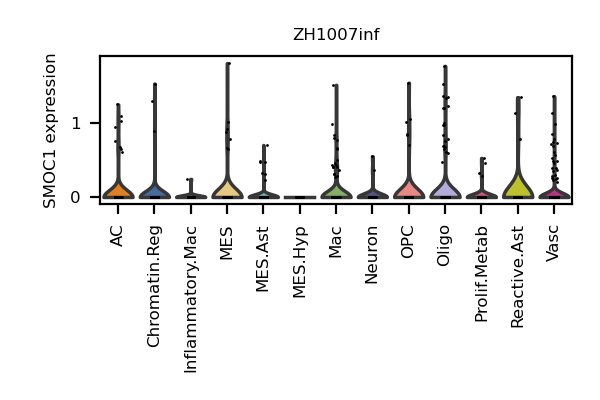 ZH1007inf
SMOC1 expression
1
0
AC
Chromatin.Reg
Inflammatory.Mac
MES
MES.Ast
MES.Hyp
Mac
Neuron
OPC
Oligo
Prolif.Metab
Reactive.Ast
Vasc